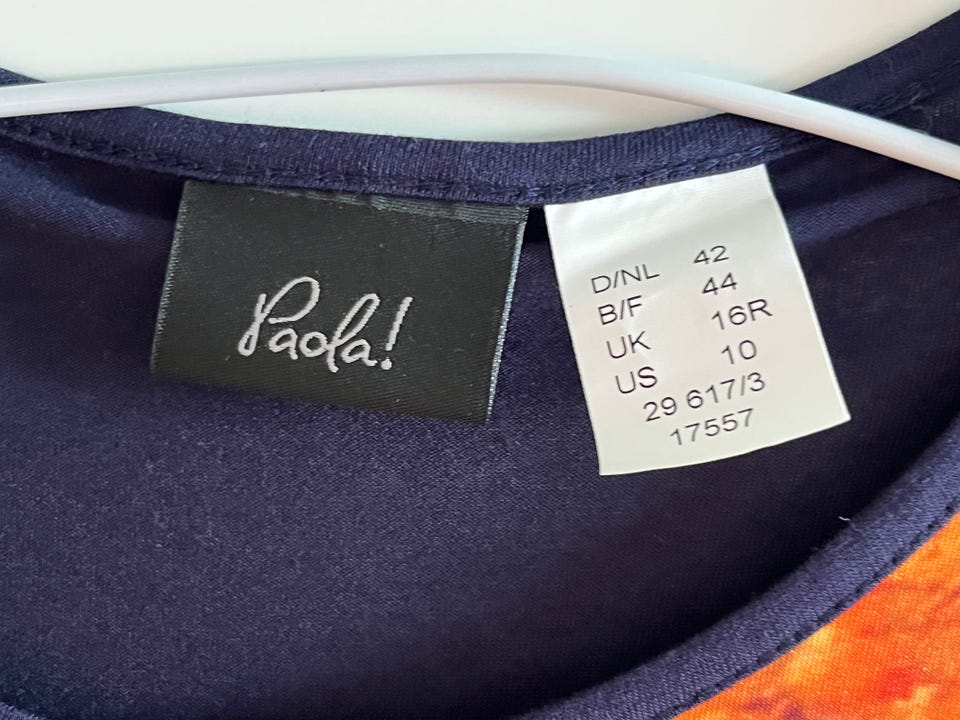 Paola!
D/NL 42
B/F 44
UK 16R
US 10
29 617/3
17557